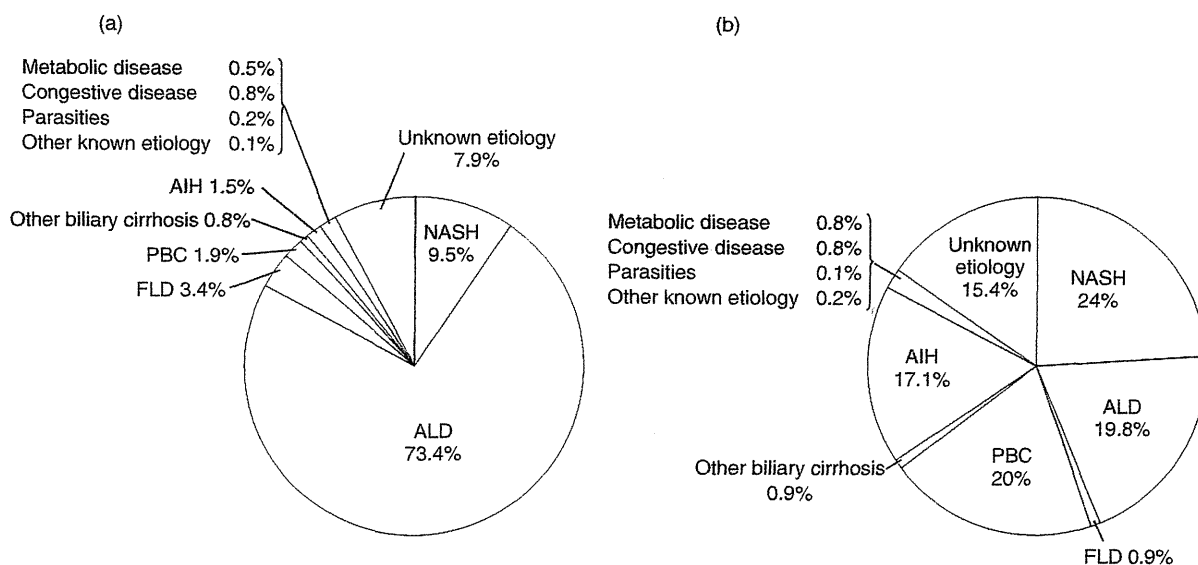 (a)
Metabolic disease 0.5%
Congestive disease 0.8%
Parasities 0.2%
Other known etiology 0.1%
Unknown etiology
7.9%
AIH 1.5%
Other biliary cirrhosis 0.8%
PBC 1.9%
FLD 3.4%
NASH
9.5%
ALD
73.4%
(b)
Metabolic disease 0.8%
Congestive disease 0.8%
Parasities 0.1%
Other known etiology 0.2%
Unknown
etiology
15.4%
NASH
24%
AIH
17.1%
ALD
19.8%
PBC
20%
Other biliary cirrhosis
0.9%
FLD 0.9%